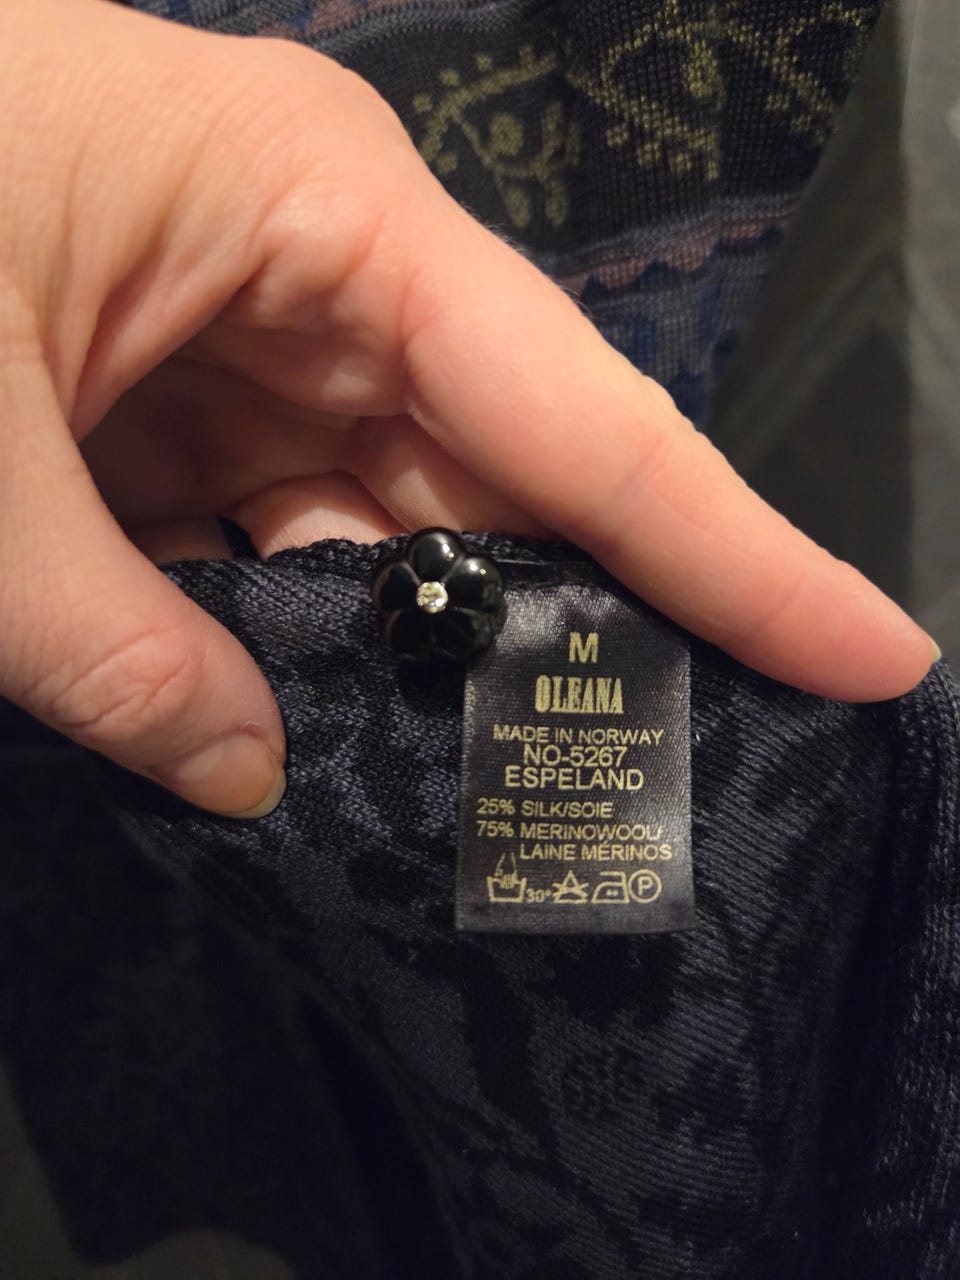 M
OLEANA
MADE IN NORWAY
NO-5267
ESPELAND
25% SILK/SOIE
75% MERINOWOOL/
LAINE MÉRINOS
30° P